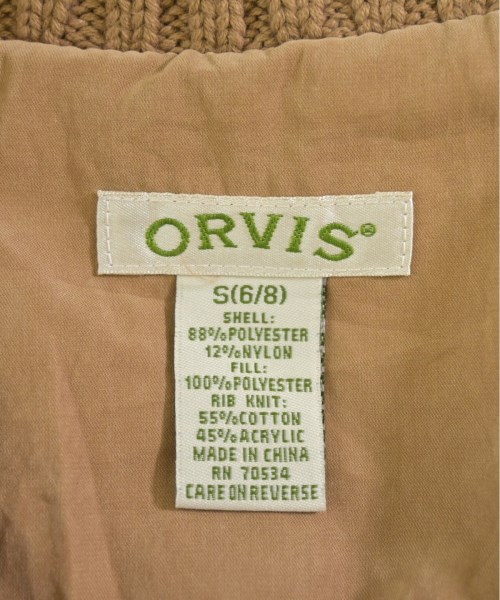 ORVIS®
S(6/8)
SHELL:
88%POLYESTER
12%NYLON
FILL:
100%POLYESTER
RIB KNIT:
55%COTTON
45%ACRYLIC
MADE IN CHINA
RN 70534
CARE ON REVERSE